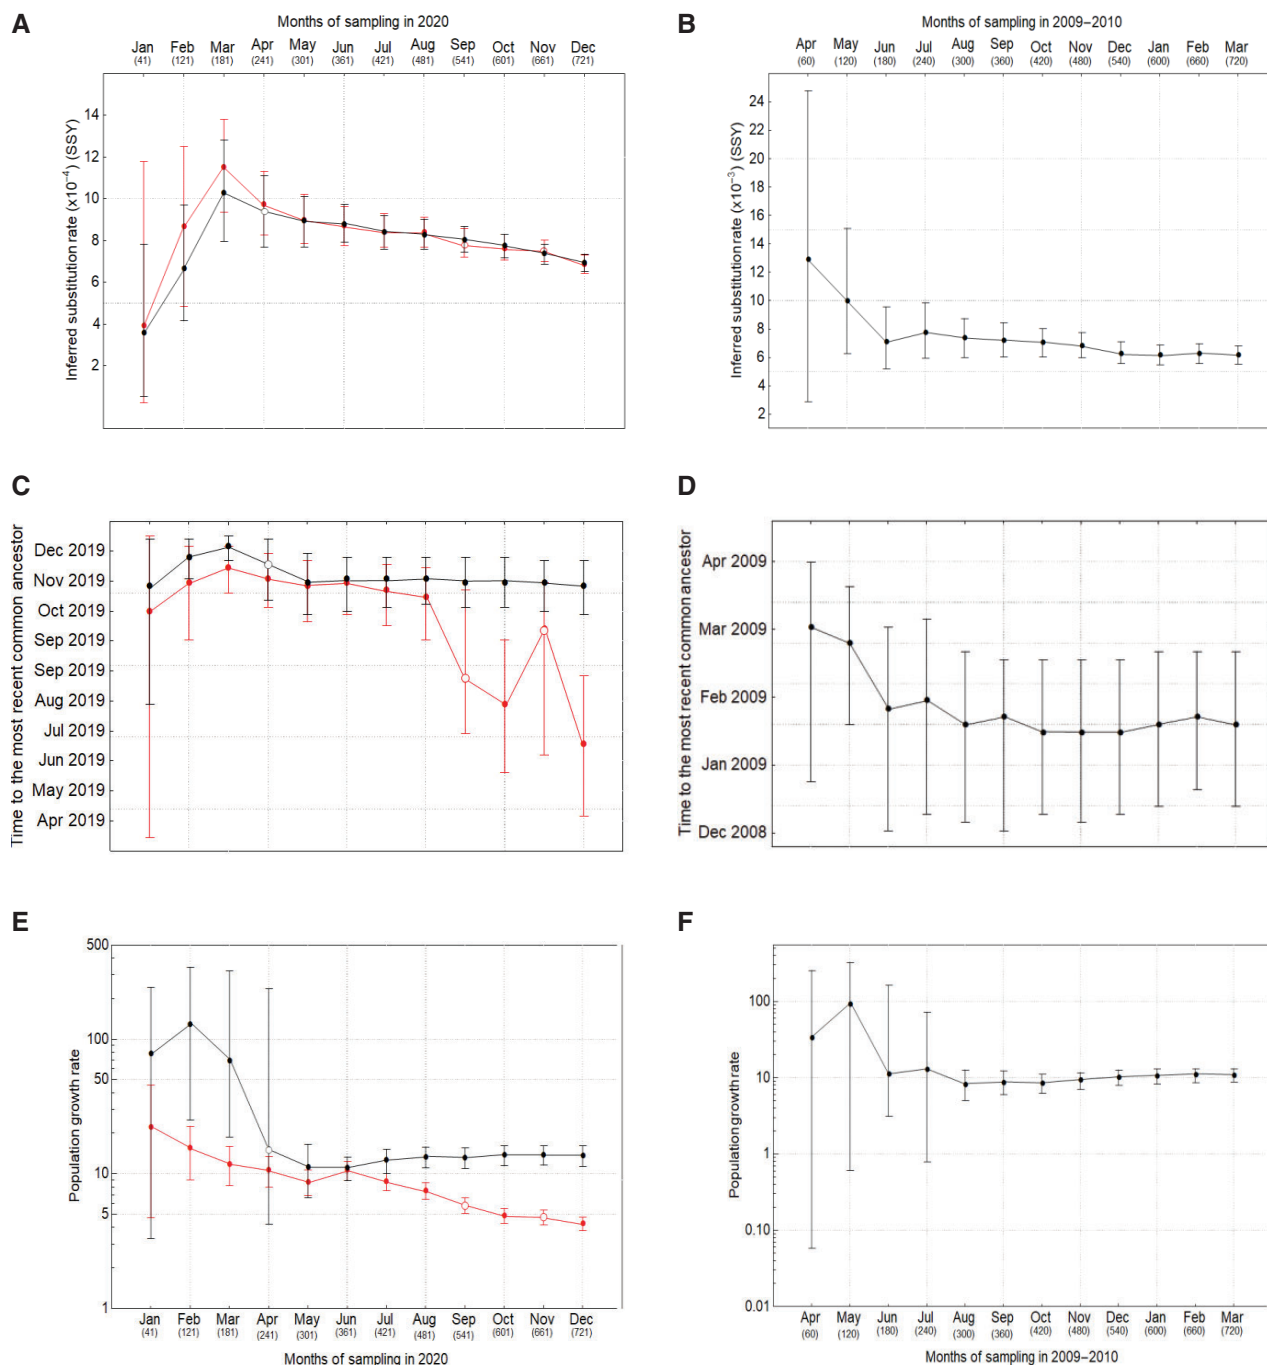 A
Months of sampling in 2020
Jan Feb Mar Apr May Jun Jul Aug Sep Oct Nov Dec
(41) (121) (181) (241) (301) (361) (421) (481) (541) (601) (661) (721)
Inferred substitution rate (x10⁻⁴) (SSY)
14
12
10
8
6
4
2
B
Months of sampling in 2009–2010
Apr May Jun Jul Aug Sep Oct Nov Dec Jan Feb Mar
(60) (120) (180) (240) (300) (360) (420) (480) (540) (600) (660) (720)
Inferred substitution rate (x10⁻³) (SSY)
24
22
20
18
16
14
12
10
8
6
4
2
C
Time to the most recent common ancestor
Dec 2019
Nov 2019
Oct 2019
Sep 2019
Sep 2019
Aug 2019
Jul 2019
Jun 2019
May 2019
Apr 2019
D
Time to the most recent common ancestor
Apr 2009
Mar 2009
Feb 2009
Jan 2009
Dec 2008
E
Population growth rate
500
100
50
10
5
1
Jan Feb Mar Apr May Jun Jul Aug Sep Oct Nov Dec
(41) (121) (181) (241) (301) (361) (421) (481) (541) (601) (661) (721)
Months of sampling in 2020
F
Population growth rate
100
10
1
0.10
0.01
Apr May Jun Jul Aug Sep Oct Nov Dec Jan Feb Mar
(60) (120) (180) (240) (300) (360) (420) (480) (540) (600) (660) (720)
Months of sampling in 2009–2010